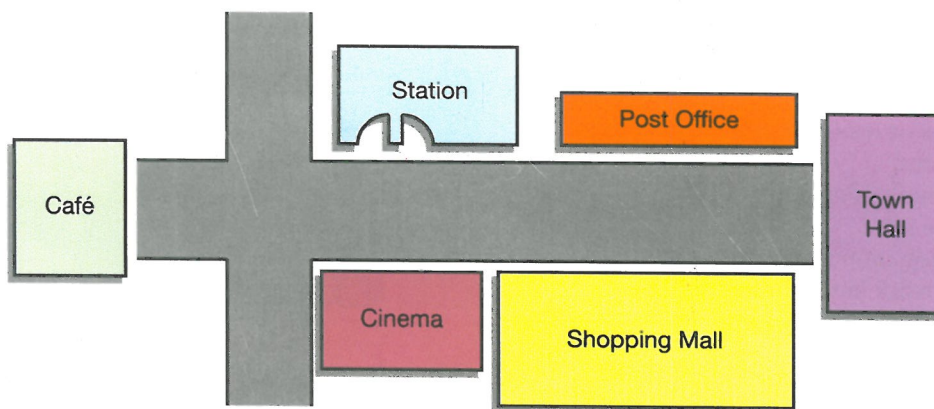 Station
Post Office
Café
Town
Hall
Cinema
Shopping Mall